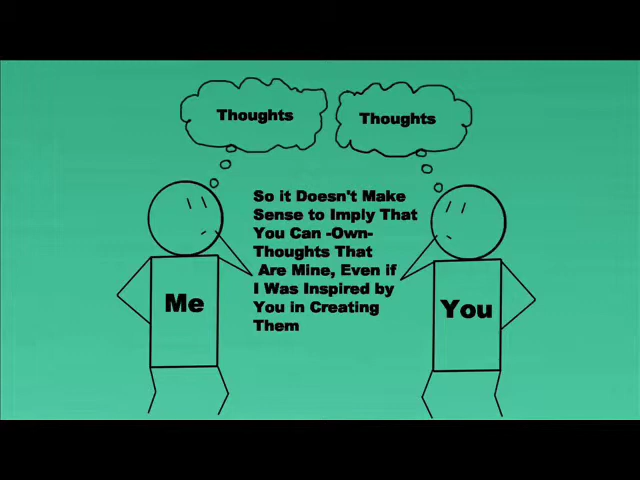 Thoughts
Thoughts
So it Doesn't Make
Sense to Imply That
You Can -Own-
Thoughts That
Are Mine, Even if
I Was Inspired by
You in Creating
Them
Me
You